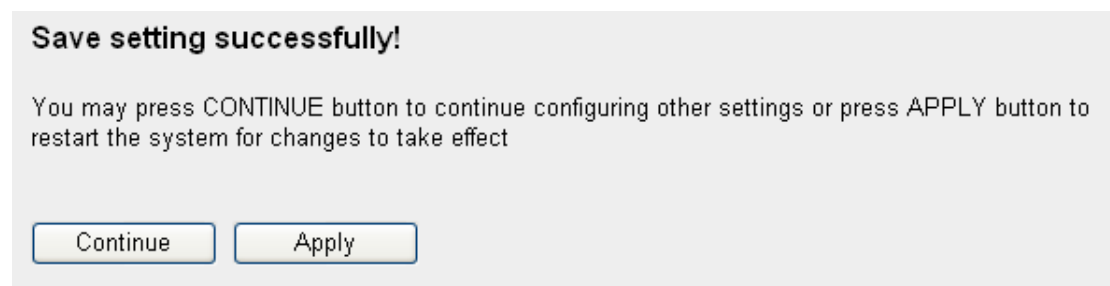 Save setting successfully!
You may press CONTINUE button to continue configuring other settings or press APPLY button to
restart the system for changes to take effect
Continue
Apply